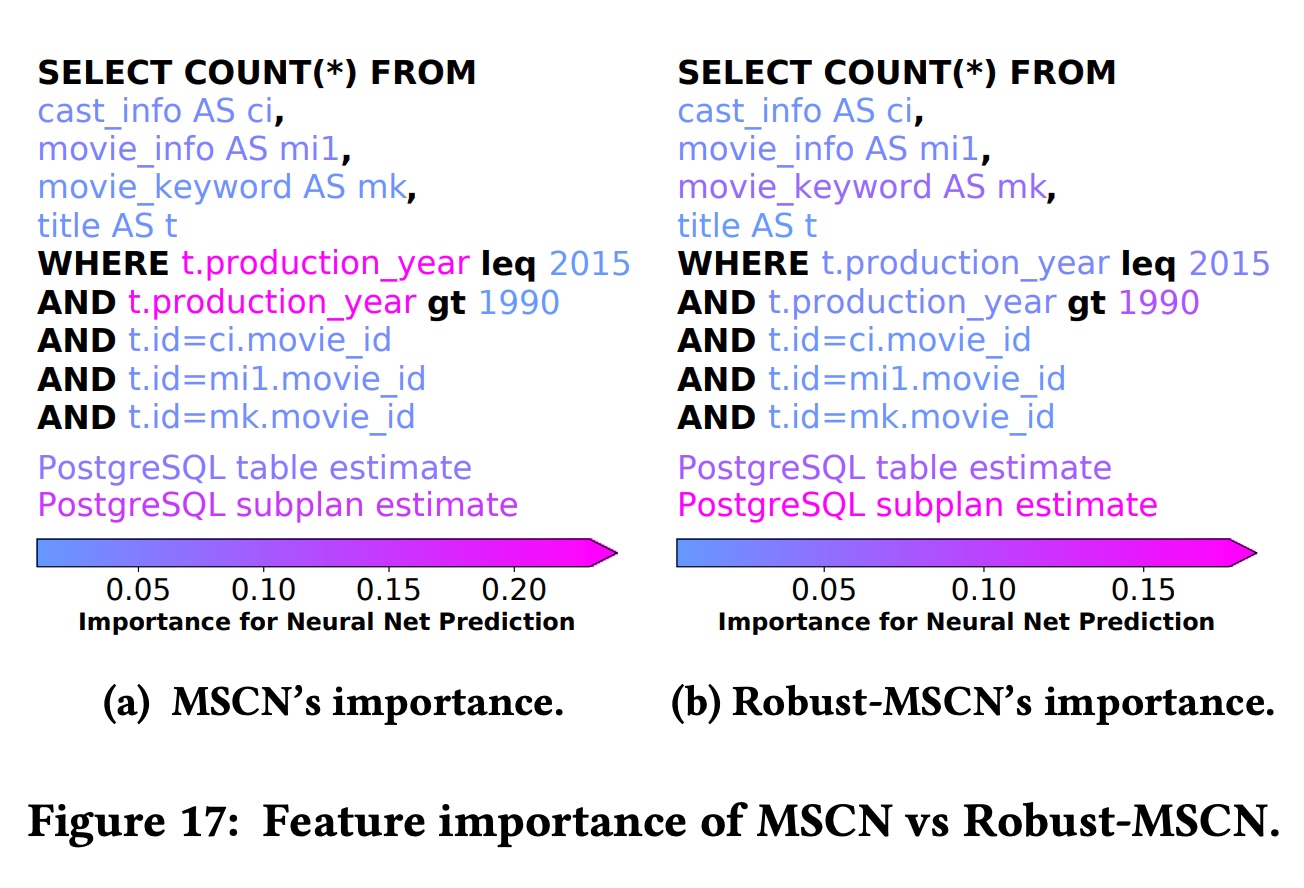 SELECT COUNT(*) FROM
cast_info AS ci,
movie_info AS mi1,
movie_keyword AS mk,
title AS t
WHERE t.production_year leq 2015
AND t.production_year gt 1990
AND t.id=ci.movie_id
AND t.id=mi1.movie_id
AND t.id=mk.movie_id
PostgreSQL table estimate
PostgreSQL subplan estimate
0.05 0.10 0.15 0.20
Importance for Neural Net Prediction
(a) MSCN’s importance.
SELECT COUNT(*) FROM
cast_info AS ci,
movie_info AS mi1,
movie_keyword AS mk,
title AS t
WHERE t.production_year leq 2015
AND t.production_year gt 1990
AND t.id=ci.movie_id
AND t.id=mi1.movie_id
AND t.id=mk.movie_id
PostgreSQL table estimate
PostgreSQL subplan estimate
0.05 0.10 0.15
Importance for Neural Net Prediction
(b) Robust-MSCN’s importance.
Figure 17: Feature importance of MSCN vs Robust-MSCN.